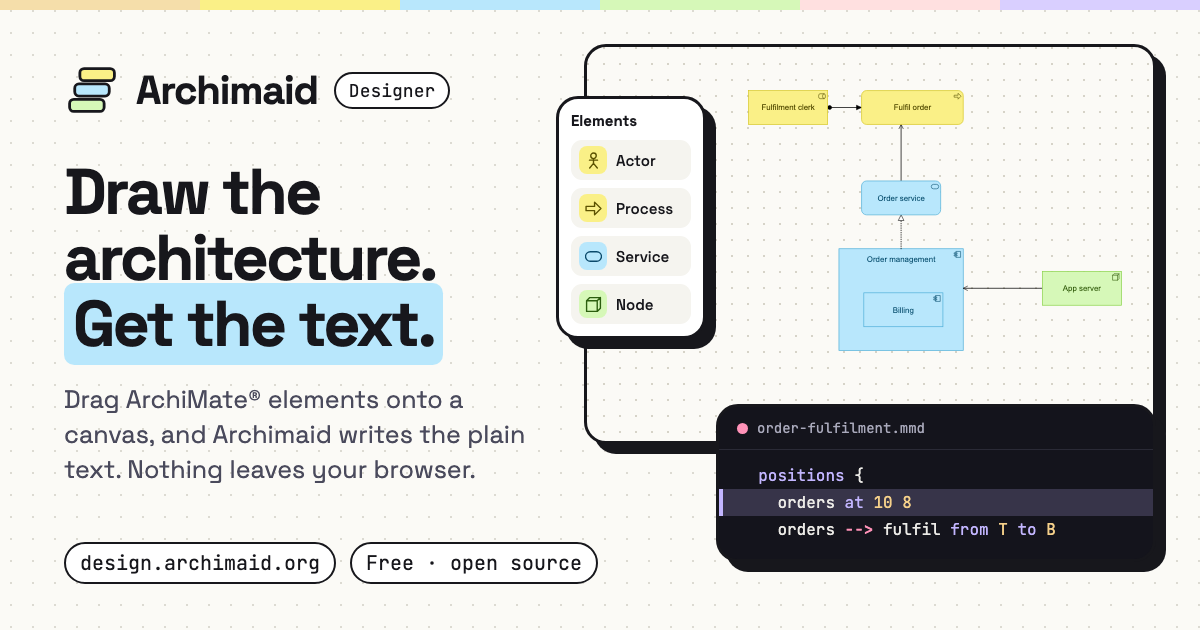 Archimaid
Designer
Draw the
architecture.
Get the text.
Drag ArchiMate® elements onto a
canvas, and Archimaid writes the plain
text. Nothing leaves your browser.
design.archimaid.org
Free · open source
Elements
Actor
Process
Service
Node
Fulfilment clerk
Fulfil order
Order service
Order management
Billing
App server
order-fulfilment.mmd
positions {
orders at 10 8
orders --> fulfil from T to B